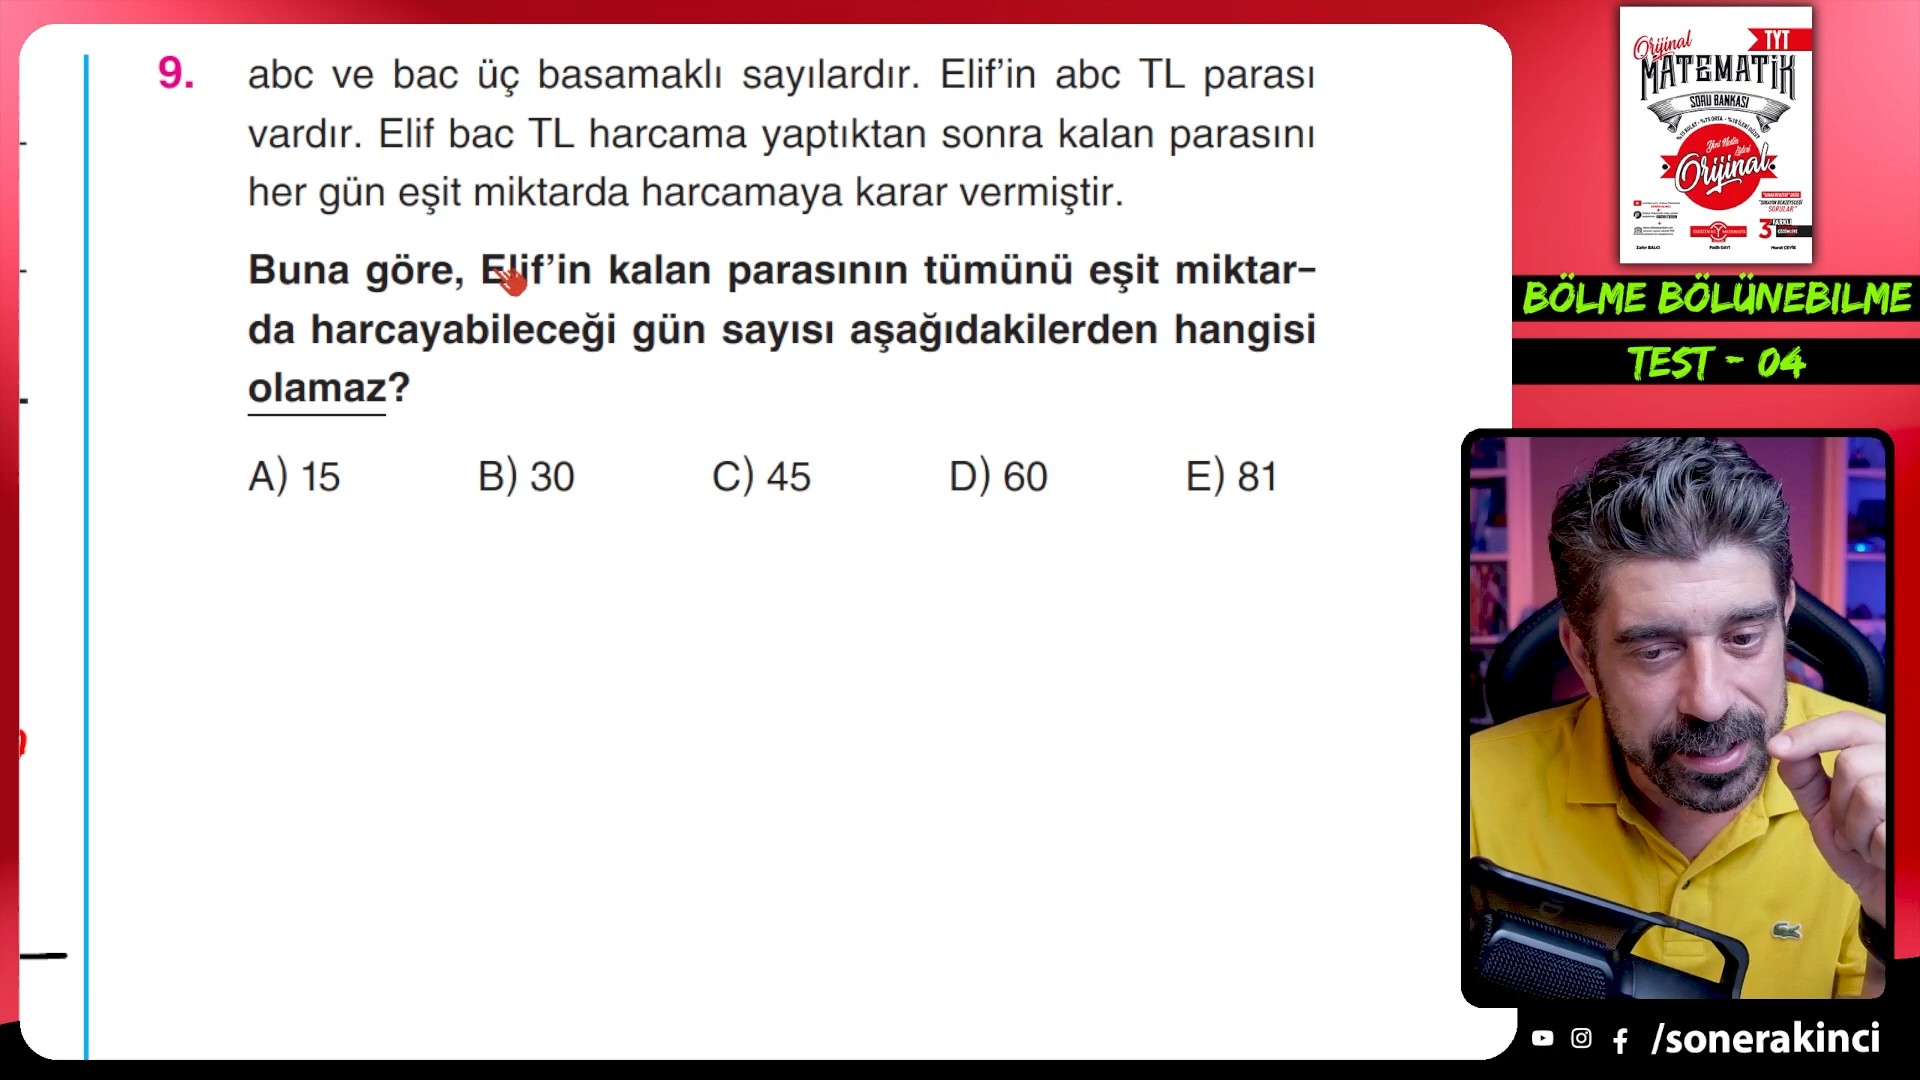 9. abc ve bac üç basamaklı sayılardır. Elif’in abc TL parası
vardır. Elif bac TL harcama yaptıktan sonra kalan parasını
her gün eşit miktarda harcamaya karar vermiştir.
Buna göre, Elif’in kalan parasının tümünü eşit miktar–
da harcayabileceği gün sayısı aşağıdakilerden hangisi
olamaz?
A) 15 B) 30 C) 45 D) 60 E) 81
Orijinal TYT
MATEMATİK
SORU BANKASI
Orijinal
BÖLME BÖLÜNEBILME
TEST - 04
/sonerakinci